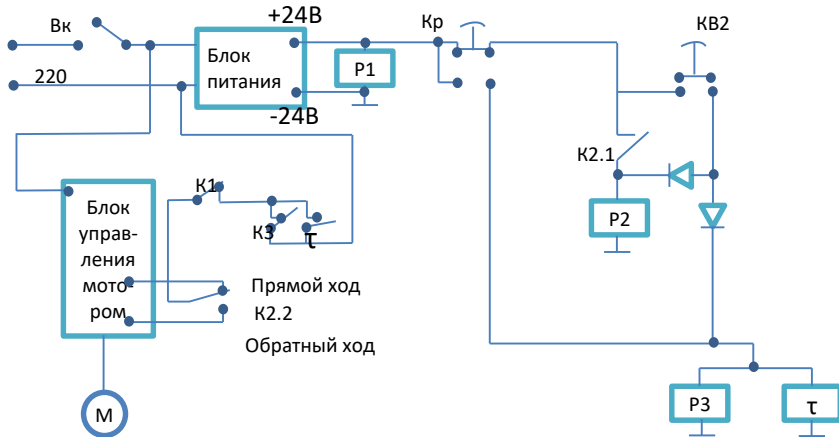 +24В
Вк
Кр
КВ2
Блок
питания
Р1
220
-24В
К2.1
К1
Блок
управ-
ления
мото-
ром
К3
τ
Р2
Прямой ход
К2.2
Обратный ход
Р3
τ
М